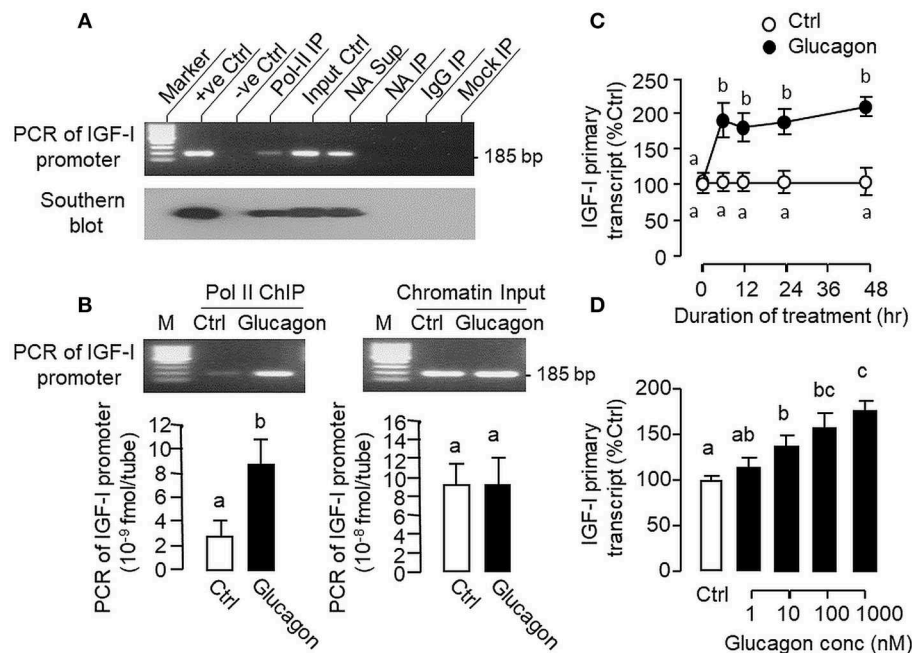 A
Marker
+ve Ctrl
-ve Ctrl
Pol-II IP
Input Ctrl
NA Sup
NA IP
IgG IP
Mock IP
PCR of IGF-I
promoter
185 bp
Southern
blot
B
Pol II ChIP
Chromatin Input
M Ctrl Glucagon
M Ctrl Glucagon
PCR of IGF-I
promoter
185 bp
PCR of IGF-I promoter
(10-9 fmol/tube)
12
10
8
6
4
2
0
a
b
Ctrl
Glucagon
PCR of IGF-I promoter
(10-8 fmol/tube)
16
14
12
10
8
6
4
2
0
a
a
Ctrl
Glucagon
C
Ctrl
Glucagon
IGF-I primary
transcript (%Ctrl)
250
200
150
100
50
0
b b b b
a
a a a a a
0 12 24 36 48
Duration of treatment (hr)
D
IGF-I primary
transcript (%Ctrl)
200
150
100
50
0
a ab b bc c
Ctrl
1 10 100 1000
Glucagon conc (nM)